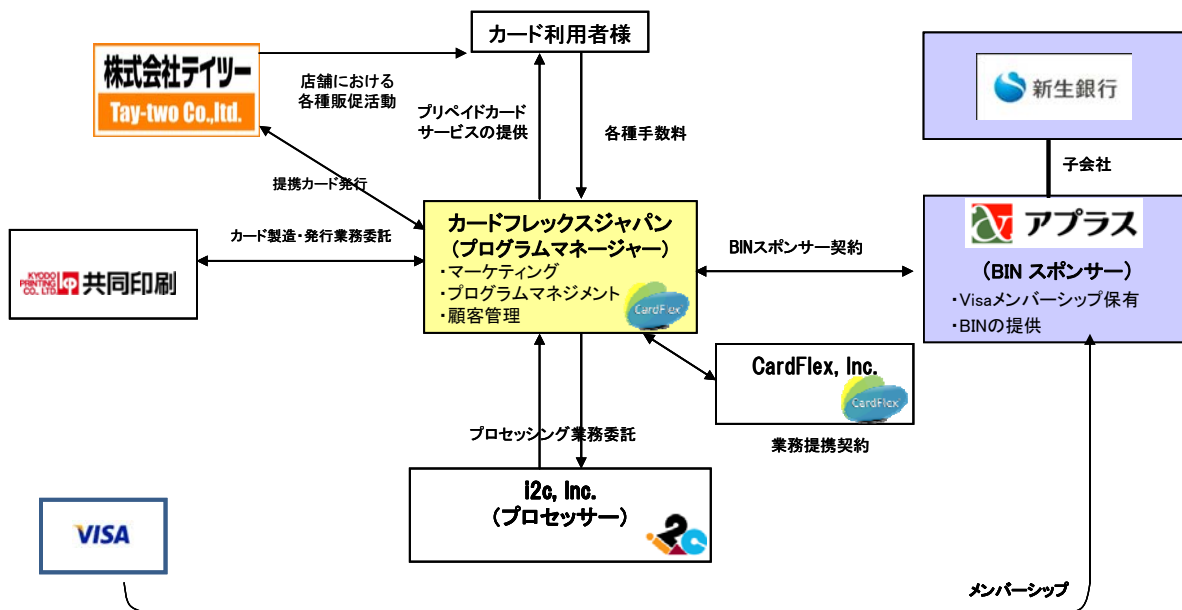 カード利用者様
株式会社テイツー
Tay-two Co.,ltd.
店舗における
各種販促活動
プリペイドカード
サービスの提供
各種手数料
新生銀行
子会社
提携カード発行
カードフレックスジャパン
(プログラムマネージャー)
・マーケティング
・プログラムマネジメント
・顧客管理
CardFlex
カード製造・発行業務委託
KYODO
PRINTING
CO., LTD.
共同印刷
BINスポンサー契約
アプラス
(BIN スポンサー)
・Visaメンバーシップ保有
・BINの提供
CardFlex, Inc.
CardFlex
業務提携契約
プロセッシング業務委託
i2c, Inc.
(プロセッサー)
i2c
VISA
メンバーシップ